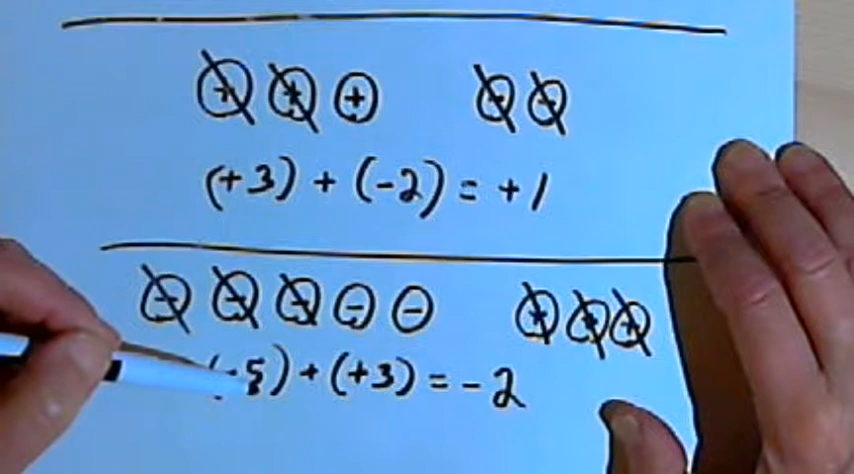 + + + - -
(+3) + (-2) = +1
- - - - - + + +
(-5) + (+3) = -2